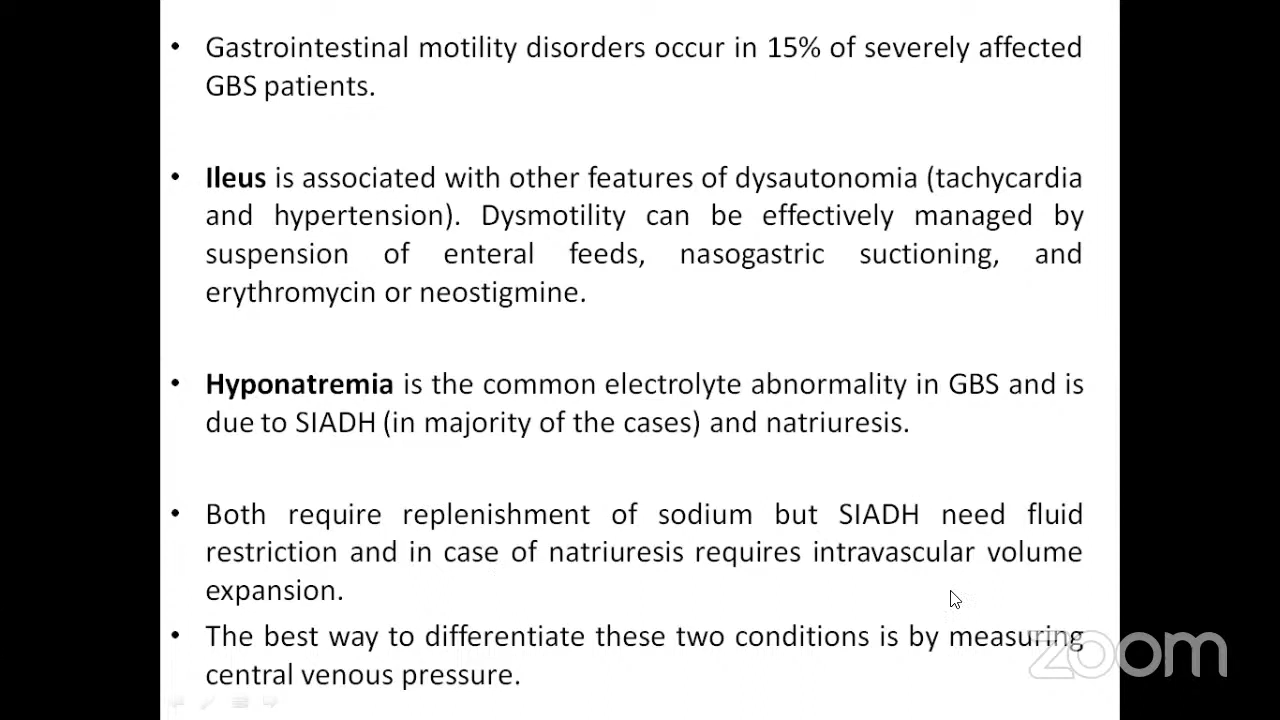 • Gastrointestinal motility disorders occur in 15% of severely affected
GBS patients.
• Ileus is associated with other features of dysautonomia (tachycardia
and hypertension). Dysmotility can be effectively managed by
suspension of enteral feeds, nasogastric suctioning, and
erythromycin or neostigmine.
• Hyponatremia is the common electrolyte abnormality in GBS and is
due to SIADH (in majority of the cases) and natriuresis.
• Both require replenishment of sodium but SIADH need fluid
restriction and in case of natriuresis requires intravascular volume
expansion.
• The best way to differentiate these two conditions is by measuring
central venous pressure.
zoom